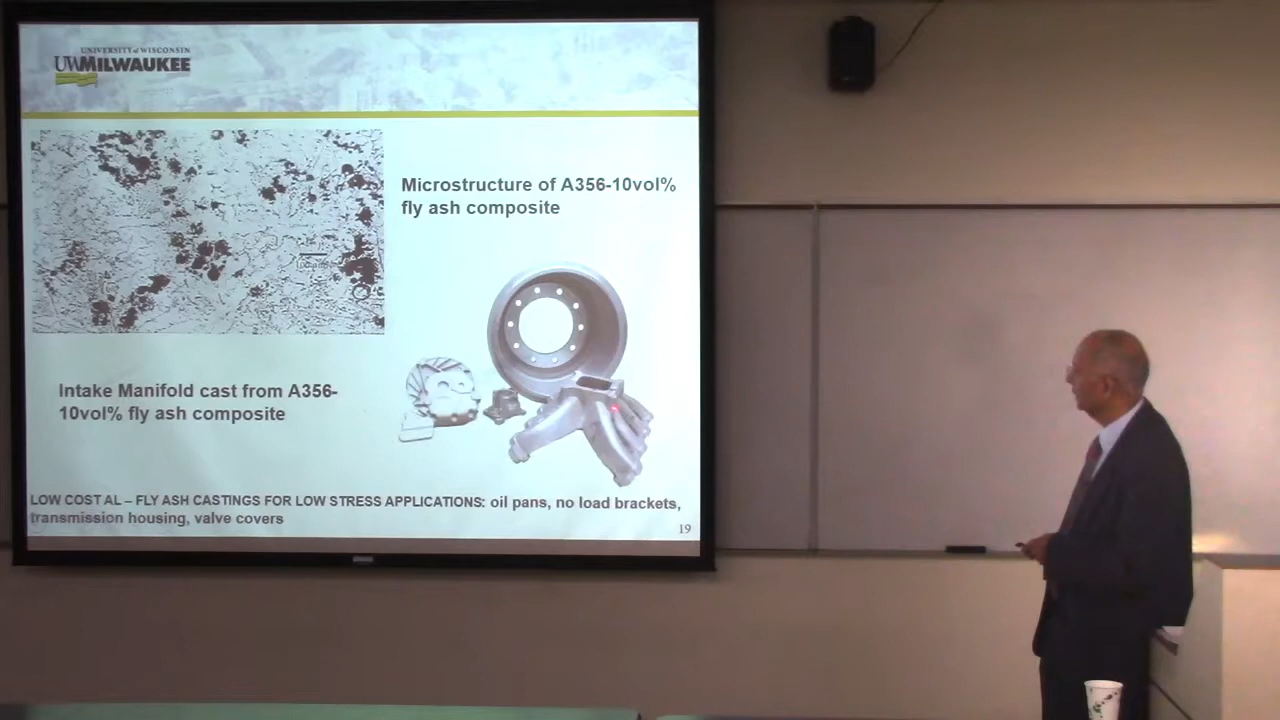 UNIVERSITY of WISCONSIN
UWMILWAUKEE
Microstructure of A356-10vol%
fly ash composite
Intake Manifold cast from A356-
10vol% fly ash composite
LOW COST AL – FLY ASH CASTINGS FOR LOW STRESS APPLICATIONS: oil pans, no load brackets,
transmission housing, valve covers
19